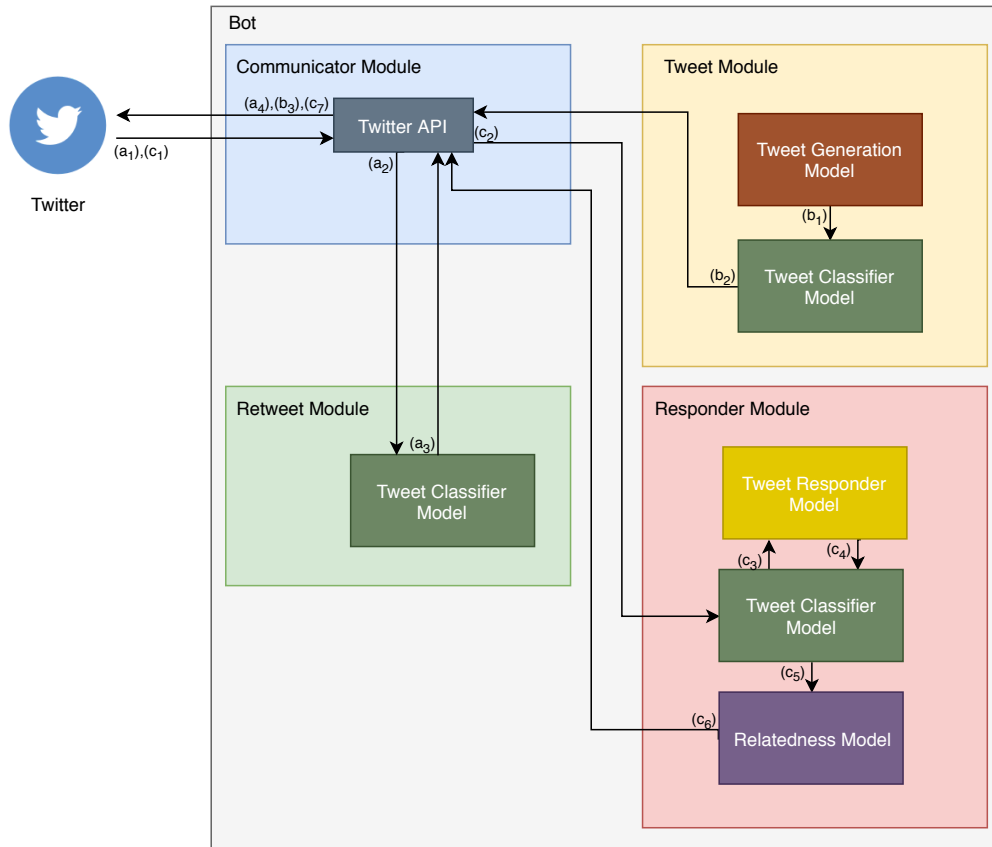 Bot
Communicator Module
Tweet Module
(a₄),(b₃),(c₇)
Twitter API
(c₂)
(a₁),(c₁)
(a₂)
Twitter
Tweet Generation
Model
(b₁)
(b₂)
Tweet Classifier
Model
Retweet Module
(a₃)
Tweet Classifier
Model
Responder Module
Tweet Responder
Model
(c₃)
(c₄)
Tweet Classifier
Model
(c₅)
(c₆)
Relatedness Model